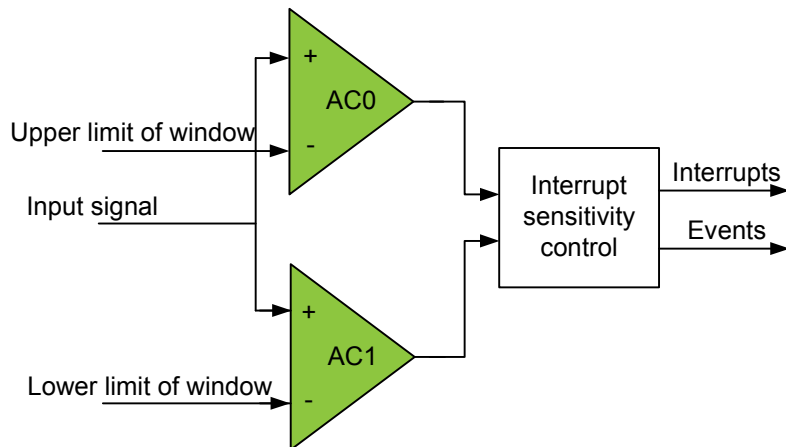 +
AC0
-
Upper limit of window
Input signal
Interrupt
sensitivity
control
Interrupts
Events
+
AC1
-
Lower limit of window